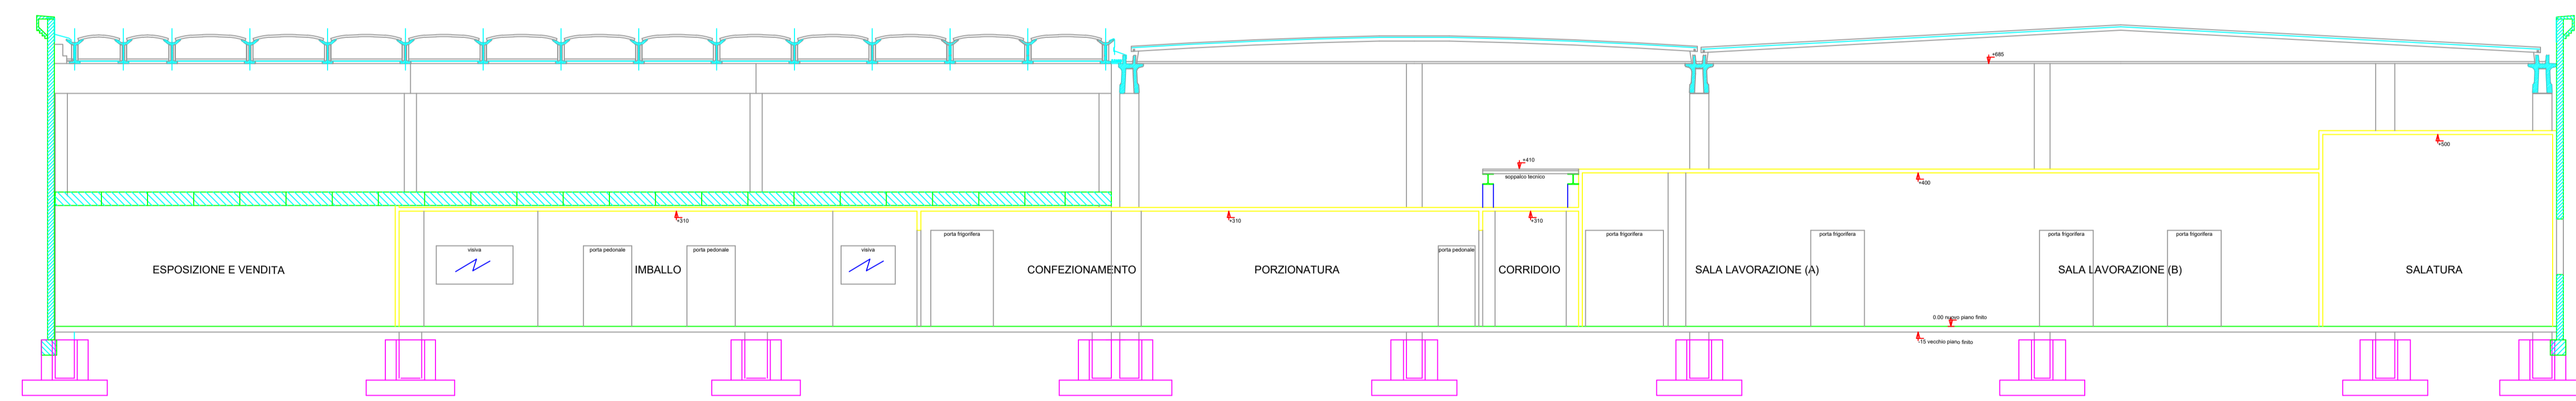 +685
+410
soppalco tecnico
+500
+400
+310
+310
+310
porta frigorifera
porta frigorifera
porta frigorifera
porta frigorifera
porta frigorifera
visiva
porta pedonale
porta pedonale
visiva
porta pedonale
ESPOSIZIONE E VENDITA
IMBALLO
CONFEZIONAMENTO
PORZIONATURA
CORRIDOIO
SALA LAVORAZIONE (A)
SALA LAVORAZIONE (B)
SALATURA
0.00 nuovo piano finito
-15 vecchio piano finito